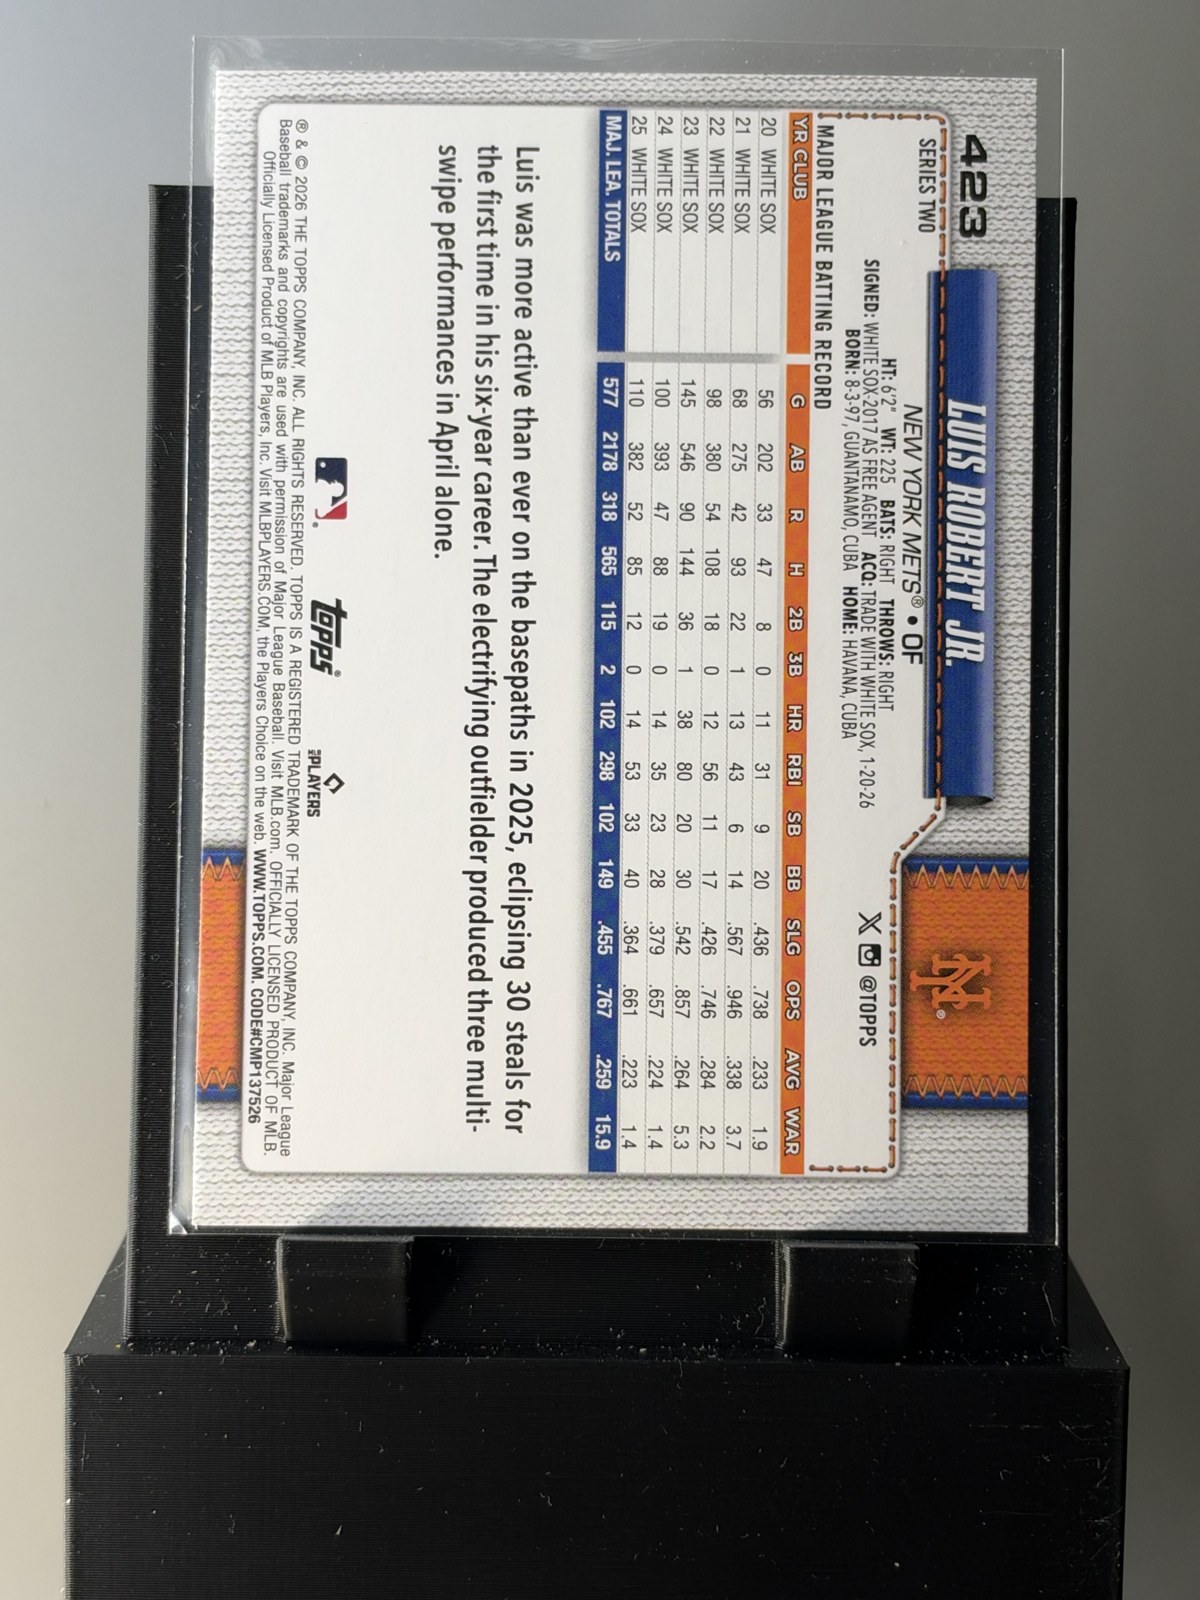 423
SERIES TWO
LUIS ROBERT JR.
NEW YORK METS® • OF
HT: 6'2" WT: 225 BATS: RIGHT THROWS: RIGHT
SIGNED: WHITE SOX-2017 AS FREE AGENT ACQ: TRADE WITH WHITE SOX, 1-20-26
BORN: 8-3-97, GUANTANAMO, CUBA HOME: HAVANA, CUBA
@TOPPS
NY®
MAJOR LEAGUE BATTING RECORD
YR CLUB G AB R H 2B 3B HR RBI SB BB SLG OPS AVG WAR
20 WHITE SOX 56 202 33 47 8 0 11 31 9 20 .436 .738 .233 1.9
21 WHITE SOX 68 275 42 93 22 1 13 43 6 14 .567 .946 .338 3.7
22 WHITE SOX 98 380 54 108 18 0 12 56 11 17 .426 .746 .284 2.2
23 WHITE SOX 145 546 90 144 36 1 38 80 20 30 .542 .857 .264 5.3
24 WHITE SOX 100 393 47 88 19 0 14 35 23 28 .379 .657 .224 1.4
25 WHITE SOX 110 382 52 85 12 0 14 53 33 40 .364 .661 .223 1.4
MAJ. LEA. TOTALS 577 2178 318 565 115 2 102 298 102 149 .455 .767 .259 15.9
Luis was more active than ever on the basepaths in 2025, eclipsing 30 steals for
the first time in his six-year career. The electrifying outfielder produced three multi-
swipe performances in April alone.
topps®
PLAYERS
® & © 2026 THE TOPPS COMPANY, INC. ALL RIGHTS RESERVED. TOPPS IS A REGISTERED TRADEMARK OF THE TOPPS COMPANY, INC. Major League
Baseball trademarks and copyrights are used with permission of Major League Baseball. Visit MLB.com. OFFICIALLY LICENSED PRODUCT OF MLB
Officially Licensed Product of MLB Players, Inc. Visit MLBPLAYERS.COM, the Players Choice on the web. WWW.TOPPS.COM. CODE#CMP137526